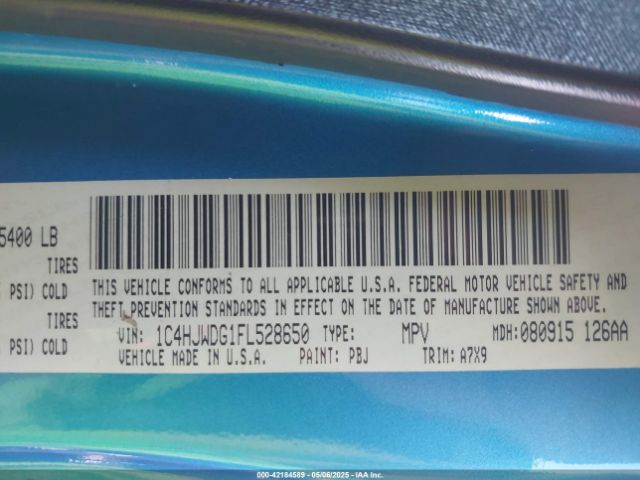 5400 LB
TIRES
PSI) COLD
TIRES
PSI) COLD
THIS VEHICLE CONFORMS TO ALL APPLICABLE U.S.A. FEDERAL MOTOR VEHICLE SAFETY AND
THEFT PREVENTION STANDARDS IN EFFECT ON THE DATE OF MANUFACTURE SHOWN ABOVE.
VIN: 1C4HJWDG1FL528650 TYPE: MPV MDH:080915 126AA
VEHICLE MADE IN U.S.A. PAINT: PBJ TRIM: A7X9
000-42184589 - 05/06/2025 - IAA Inc.